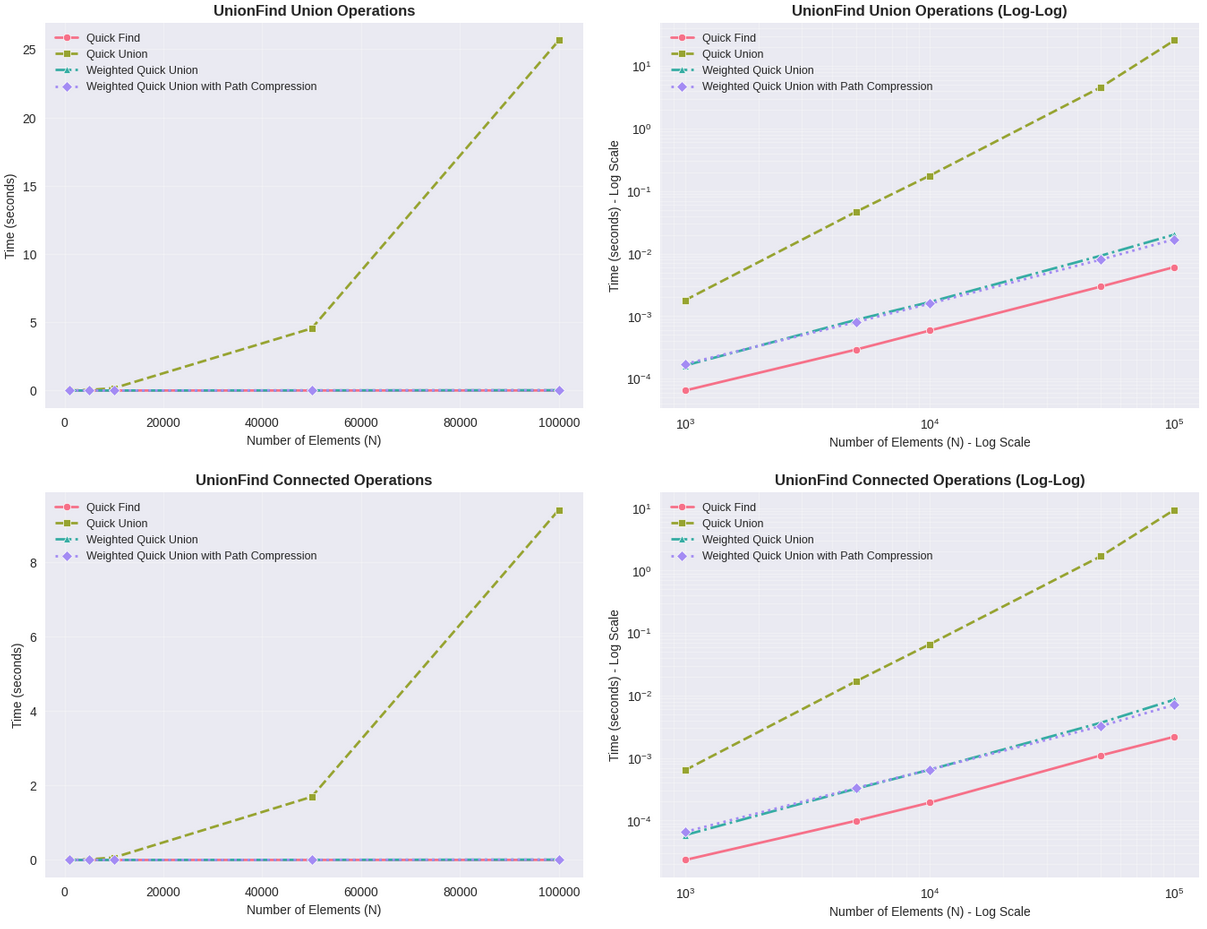 UnionFind Union Operations
Quick Find
Quick Union
Weighted Quick Union
Weighted Quick Union with Path Compression
25
20
15
10
5
0
Time (seconds)
0 20000 40000 60000 80000 100000
Number of Elements (N)
UnionFind Union Operations (Log-Log)
Quick Find
Quick Union
Weighted Quick Union
Weighted Quick Union with Path Compression
10¹
10⁰
10⁻¹
10⁻²
10⁻³
10⁻⁴
Time (seconds) - Log Scale
10³ 10⁴ 10⁵
Number of Elements (N) - Log Scale
UnionFind Connected Operations
Quick Find
Quick Union
Weighted Quick Union
Weighted Quick Union with Path Compression
8
6
4
2
0
Time (seconds)
0 20000 40000 60000 80000 100000
Number of Elements (N)
UnionFind Connected Operations (Log-Log)
Quick Find
Quick Union
Weighted Quick Union
Weighted Quick Union with Path Compression
10¹
10⁰
10⁻¹
10⁻²
10⁻³
10⁻⁴
Time (seconds) - Log Scale
10³ 10⁴ 10⁵
Number of Elements (N) - Log Scale